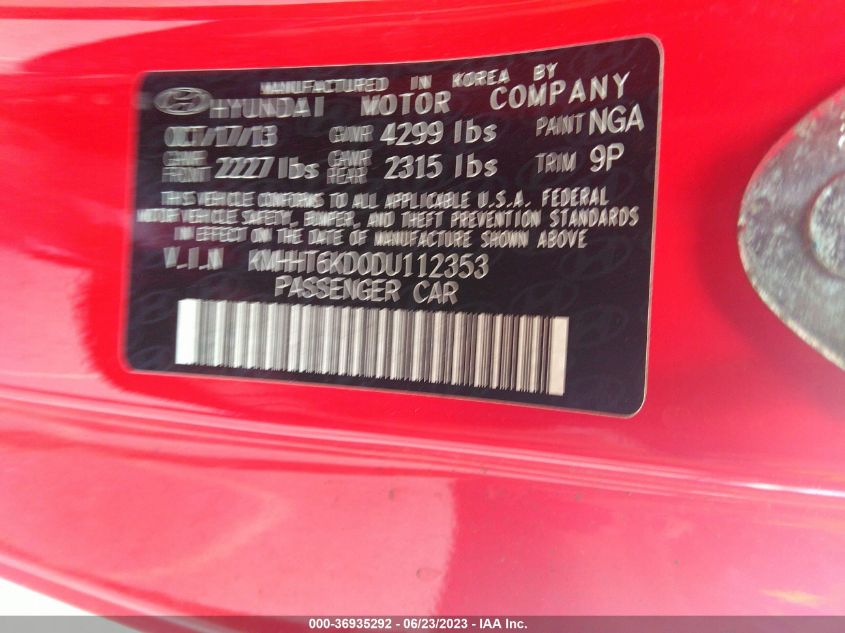 MANUFACTURED IN KOREA BY
HYUNDAI MOTOR COMPANY
OCT/17/13 GVWR 4299 lbs PAINT NGA
GAWR FRONT 2227 lbs GAWR REAR 2315 lbs TRIM 9P
THIS VEHICLE CONFORMS TO ALL APPLICABLE U.S.A. FEDERAL
MOTOR VEHICLE SAFETY, BUMPER, AND THEFT PREVENTION STANDARDS
IN EFFECT ON THE DATE OF MANUFACTURE SHOWN ABOVE
V.I.N KMHHT6KD0DU112353
PASSENGER CAR
000-36935292 - 06/23/2023 - IAA Inc.